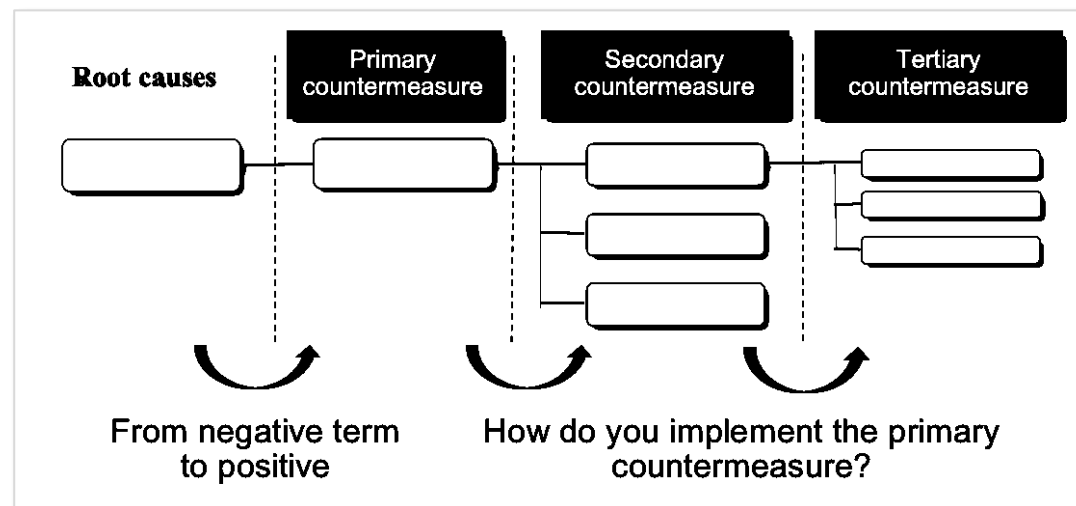 Root causes
Primary
countermeasure
Secondary
countermeasure
Tertiary
countermeasure
From negative term
to positive
How do you implement the primary
countermeasure?